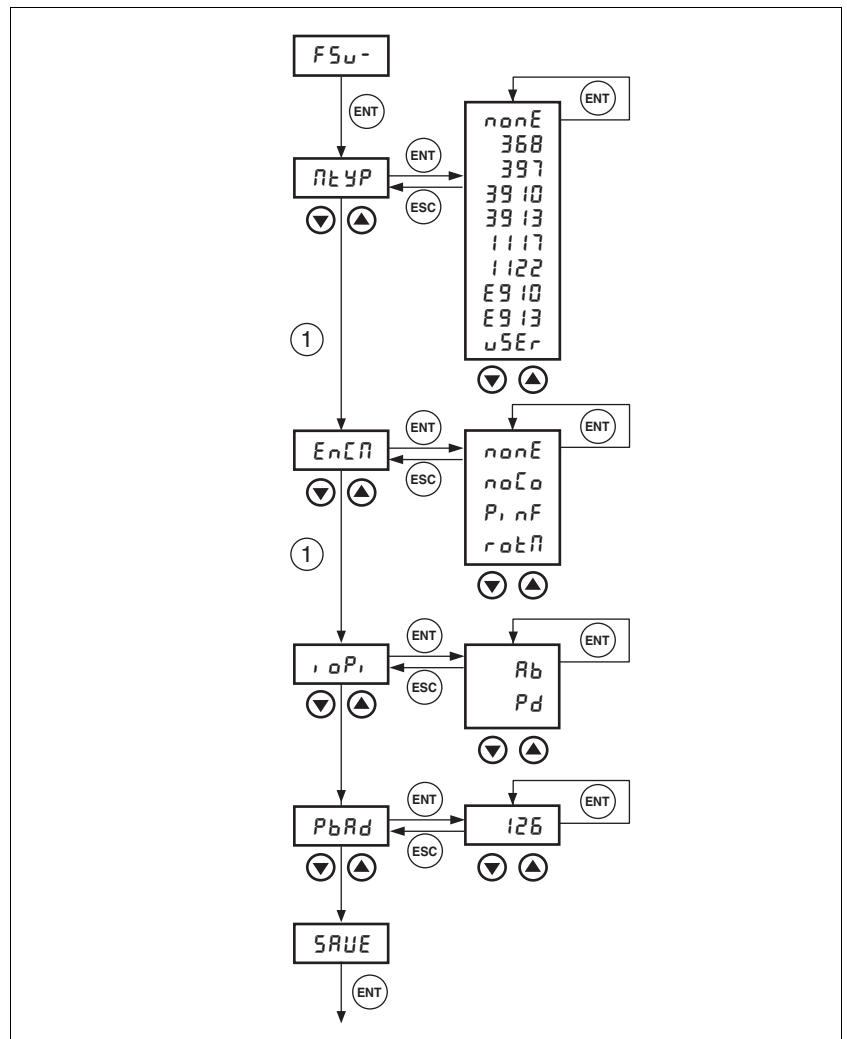 FSu-
ENT
ENT
nonE
368
397
3910
3913
1117
1122
E910
E913
uSEr
MtYP
ENT
ESC
1
EnCM
ENT
ESC
ENT
nonE
noCo
PinF
rotM
1
ioPi
ENT
ESC
ENT
Ab
Pd
PbAd
ENT
ESC
ENT
126
SAVE
ENT